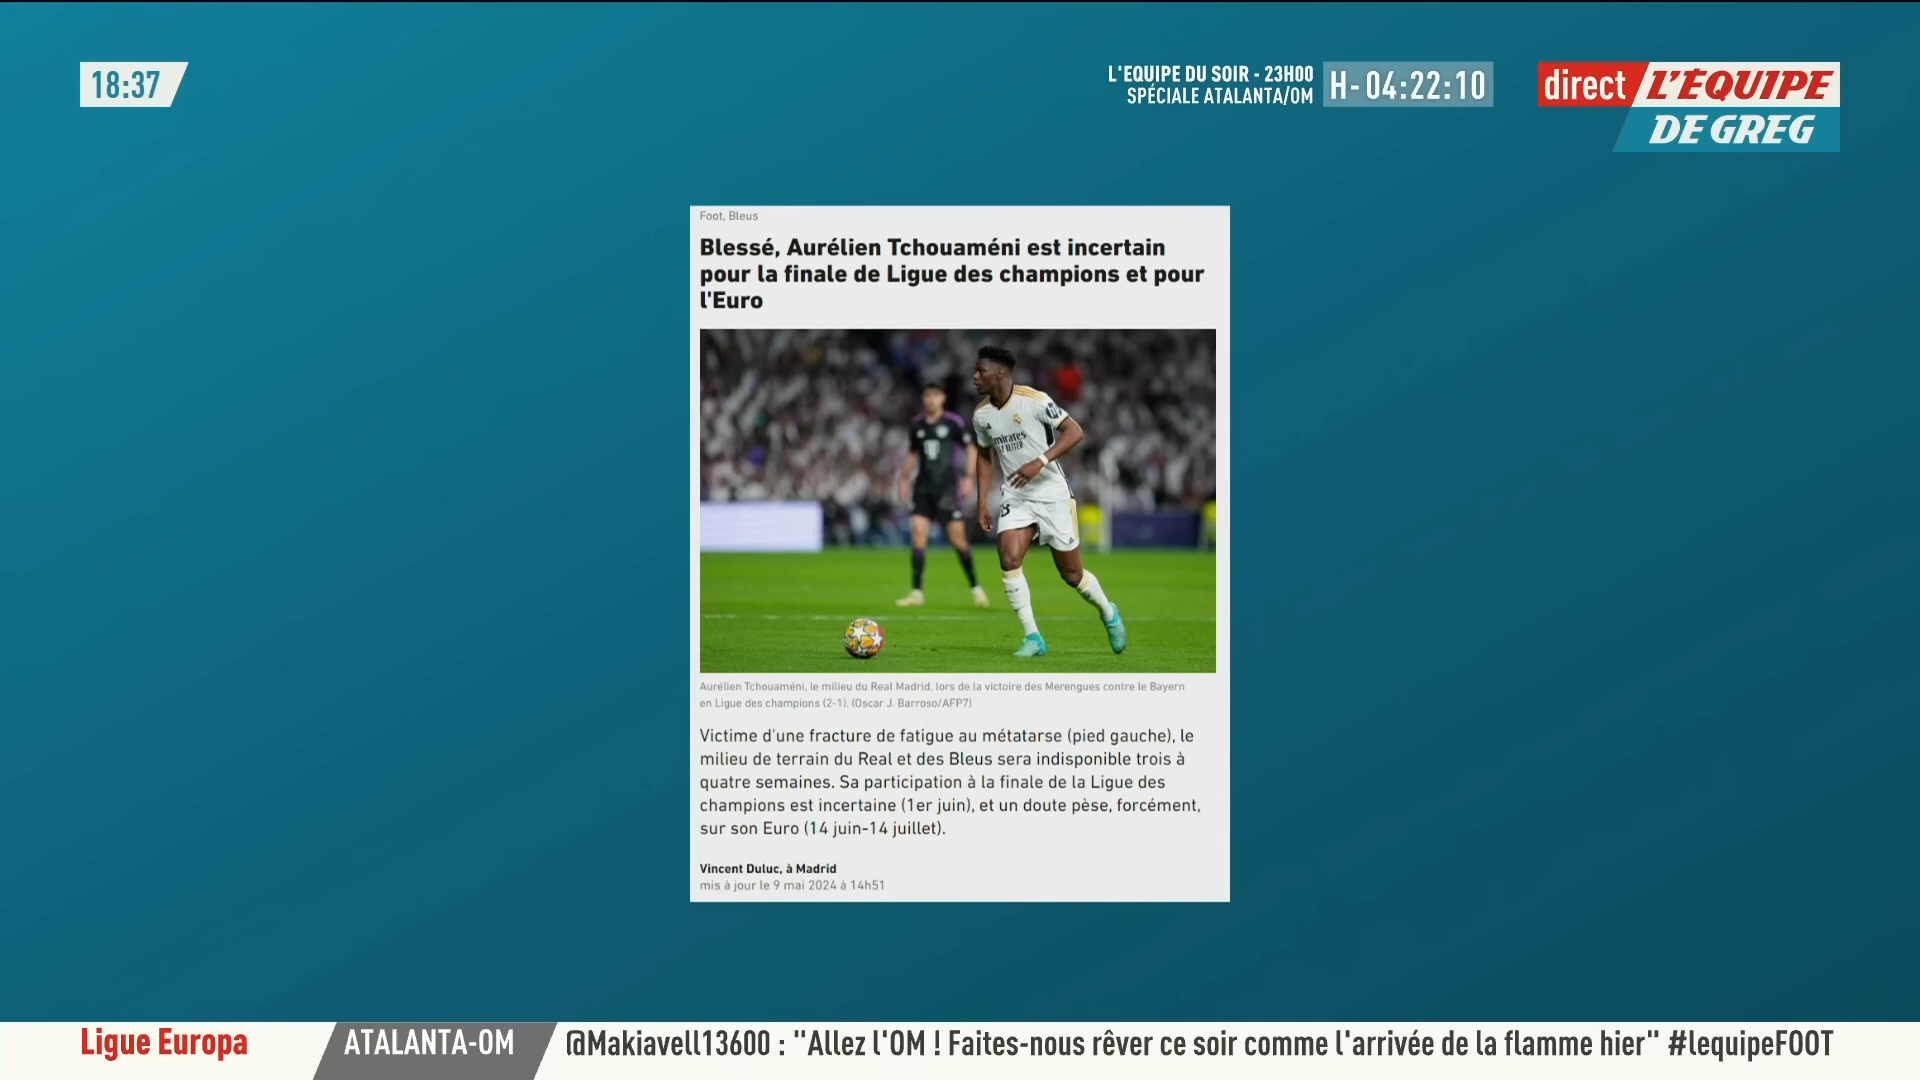 18:37
L'EQUIPE DU SOIR - 23H00
SPÉCIALE ATALANTA/OM
H-04:22:10
direct L'ÉQUIPE
DE GREG
Foot, Bleus
Blessé, Aurélien Tchouaméni est incertain
pour la finale de Ligue des champions et pour
l'Euro
Aurélien Tchouaméni, le milieu du Real Madrid, lors de la victoire des Merengues contre le Bayern
en Ligue des champions (2-1). (Oscar J. Barroso/AFP7)
Victime d'une fracture de fatigue au métatarse (pied gauche), le
milieu de terrain du Real et des Bleus sera indisponible trois à
quatre semaines. Sa participation à la finale de la Ligue des
champions est incertaine (1er juin), et un doute pèse, forcément,
sur son Euro (14 juin-14 juillet).
Vincent Duluc, à Madrid
mis à jour le 9 mai 2024 à 14h51
Ligue Europa
ATALANTA-OM
@Makiavell13600 : "Allez l'OM ! Faites-nous rêver ce soir comme l'arrivée de la flamme hier" #lequipeFOOT